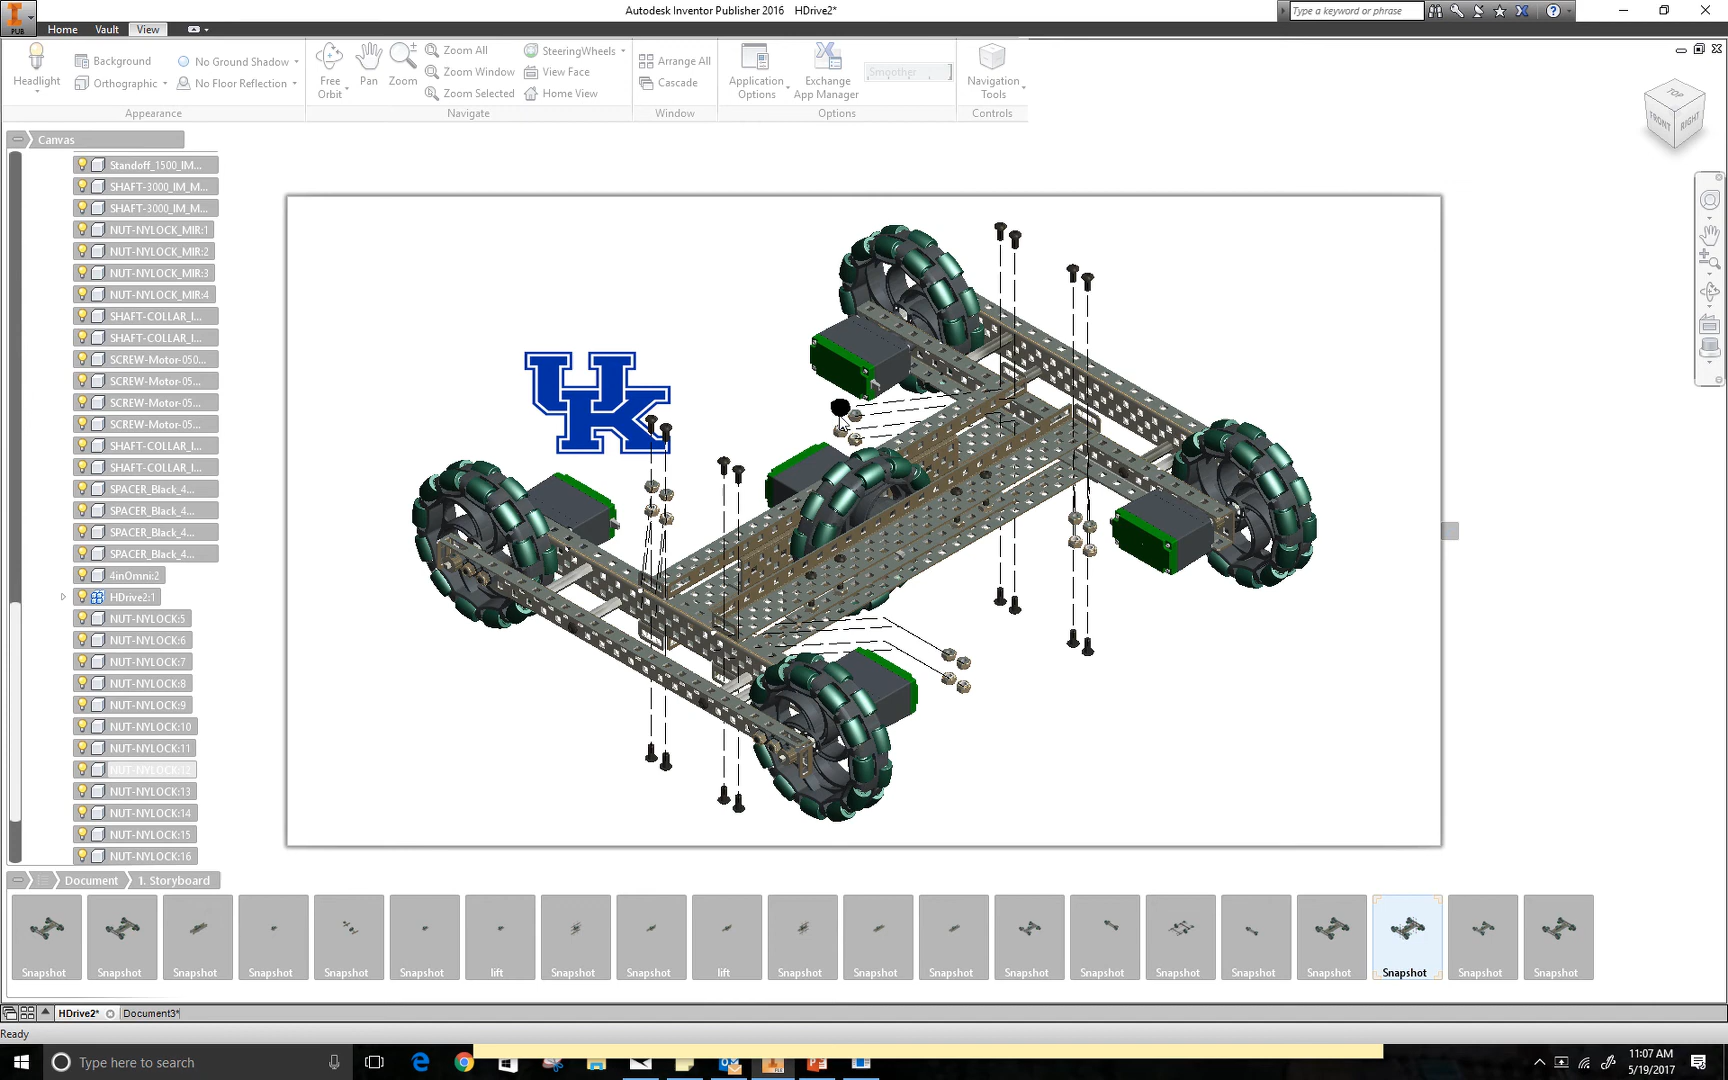 Autodesk Inventor Publisher 2016 HDrive2*
Type a keyword or phrase
PUB
Home Vault View
Headlight
Background
Orthographic
No Ground Shadow
No Floor Reflection
Appearance
Free Orbit
Pan
Zoom
Zoom All
Zoom Window
Zoom Selected
SteeringWheels
View Face
Home View
Navigate
Arrange All
Cascade
Window
Application Options
Exchange App Manager
Smoother
Options
Navigation Tools
Controls
TOP
FRONT
RIGHT
Canvas
Standoff_1500_IM...
SHAFT-3000_IM_M...
SHAFT-3000_IM_M...
NUT-NYLOCK_MIR:1
NUT-NYLOCK_MIR:2
NUT-NYLOCK_MIR:3
NUT-NYLOCK_MIR:4
SHAFT-COLLAR_I...
SHAFT-COLLAR_I...
SCREW-Motor-050...
SCREW-Motor-05...
SCREW-Motor-05...
SCREW-Motor-05...
SHAFT-COLLAR_I...
SHAFT-COLLAR_I...
SPACER_Black_4...
SPACER_Black_4...
SPACER_Black_4...
SPACER_Black_4...
4inOmni:2
HDrive2:1
NUT-NYLOCK:5
NUT-NYLOCK:6
NUT-NYLOCK:7
NUT-NYLOCK:8
NUT-NYLOCK:9
NUT-NYLOCK:10
NUT-NYLOCK:11
NUT-NYLOCK:12
NUT-NYLOCK:13
NUT-NYLOCK:14
NUT-NYLOCK:15
NUT-NYLOCK:16
UK
Document 1. Storyboard
Snapshot Snapshot Snapshot Snapshot Snapshot Snapshot lift Snapshot Snapshot lift Snapshot Snapshot Snapshot Snapshot Snapshot Snapshot Snapshot Snapshot Snapshot Snapshot Snapshot
HDrive2* Document3*
Ready
Type here to search
11:07 AM
5/19/2017